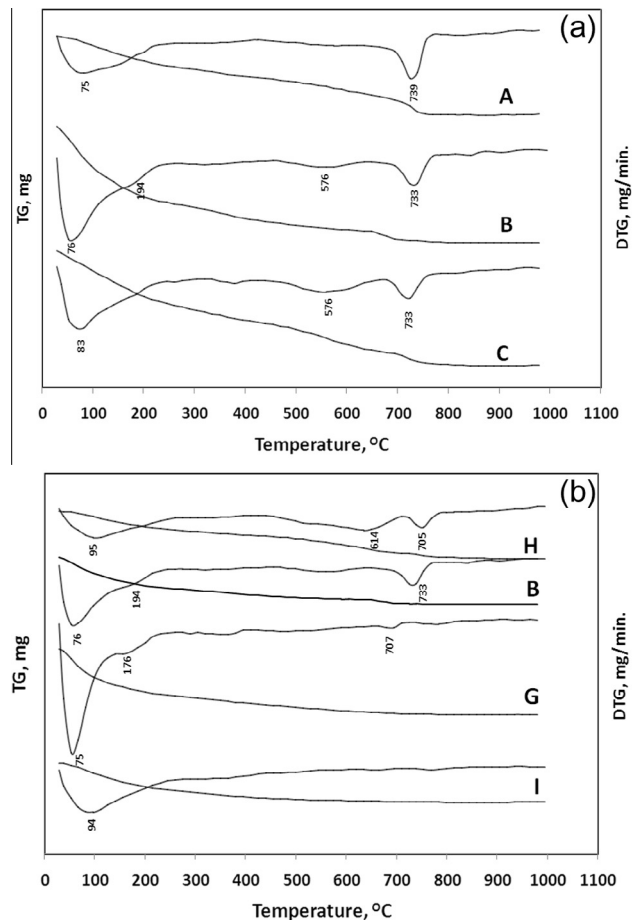 (a)
75
739
A
194
576
733
B
76
576
733
83
C
TG, mg
DTG, mg/min.
0 100 200 300 400 500 600 700 800 900 1000 1100
Temperature, °C
(b)
95
614
705
H
194
733
B
76
176
707
G
75
94
I
TG, mg
DTG, mg/min.
0 100 200 300 400 500 600 700 800 900 1000 1100
Temperature, °C